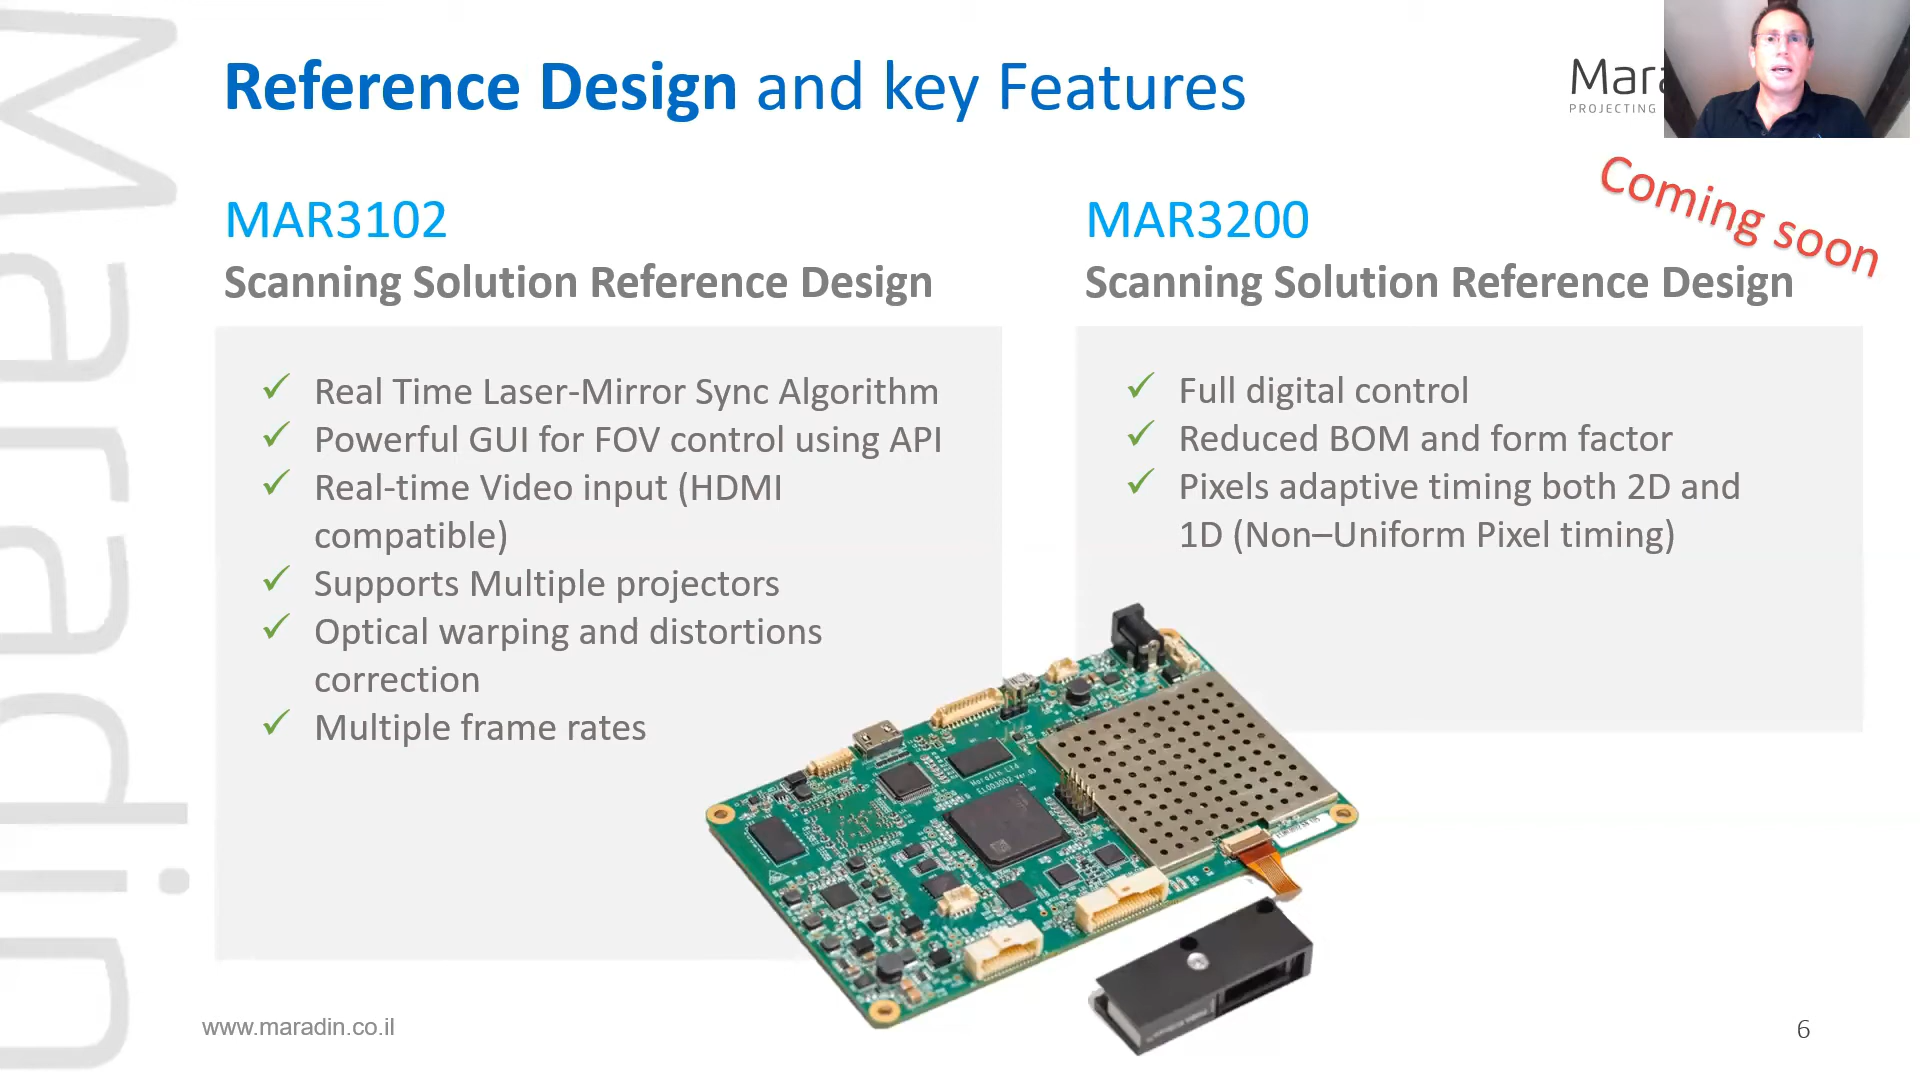 Maradin
Reference Design and key Features
PROJECTING
Coming soon
MAR3102
Scanning Solution Reference Design
Real Time Laser-Mirror Sync Algorithm
Powerful GUI for FOV control using API
Real-time Video input (HDMI
compatible)
Supports Multiple projectors
Optical warping and distortions
correction
Multiple frame rates
MAR3200
Scanning Solution Reference Design
Full digital control
Reduced BOM and form factor
Pixels adaptive timing both 2D and
1D (Non–Uniform Pixel timing)
Maradin Ltd
www.maradin.co.il
6